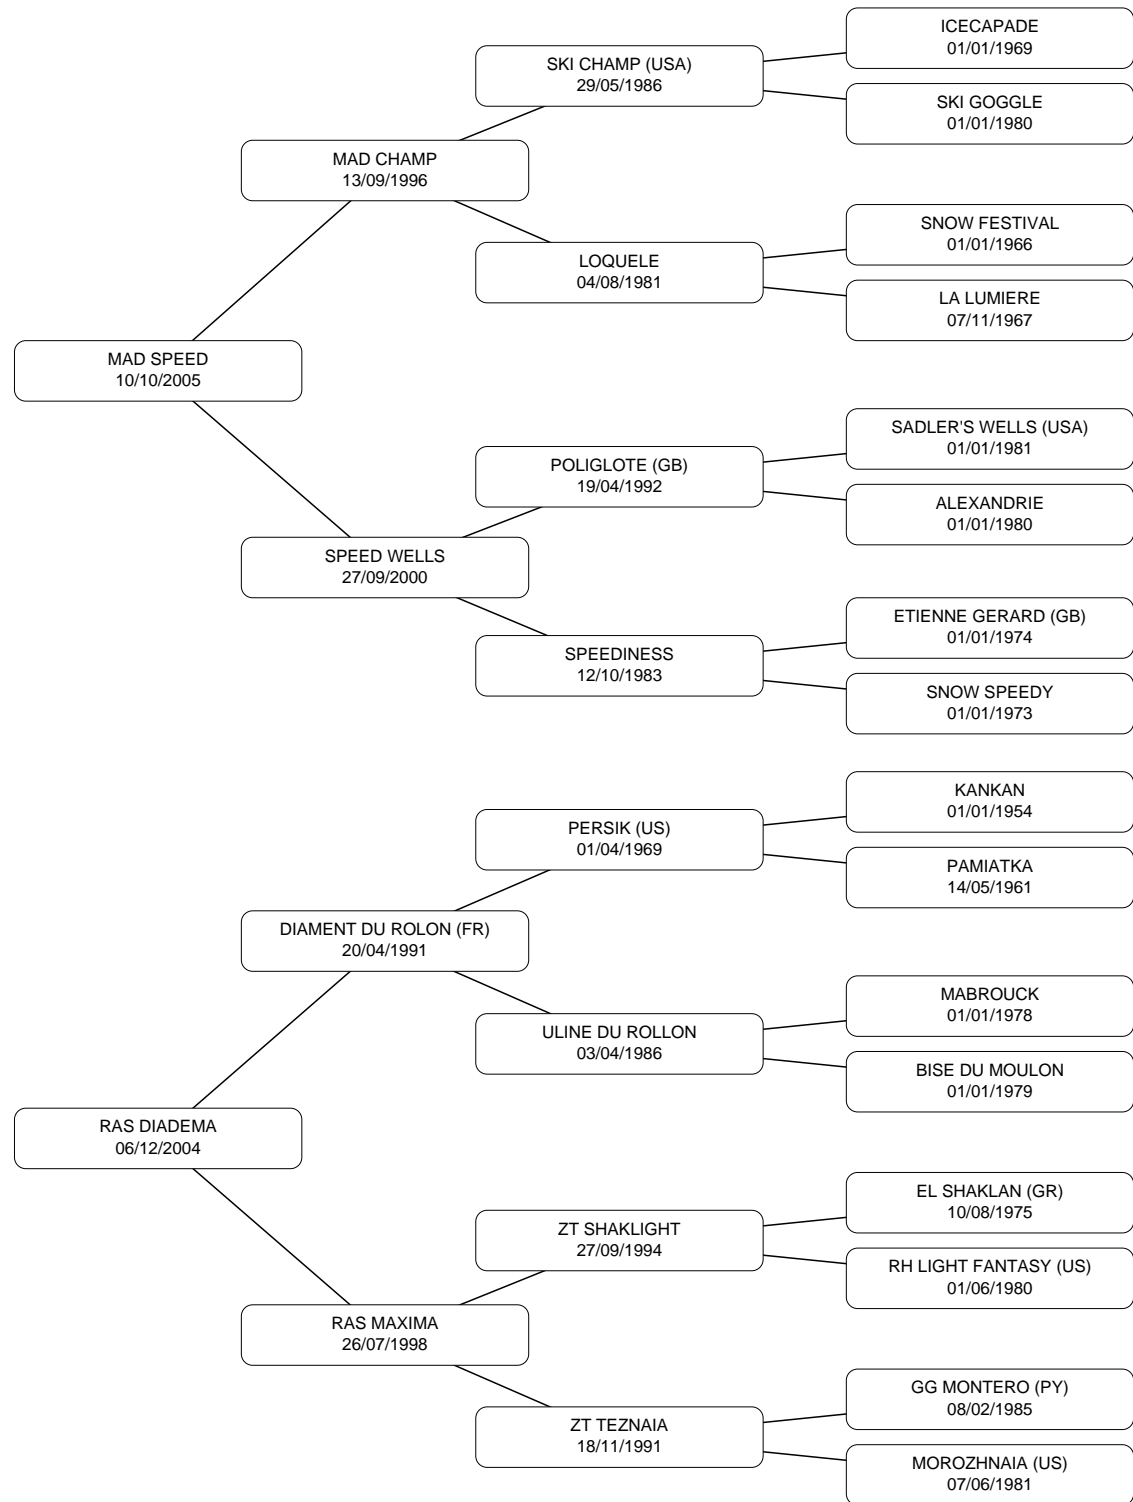 ICECAPADE
01/01/1969
SKI CHAMP (USA)
29/05/1986
SKI GOGGLE
01/01/1980
MAD CHAMP
13/09/1996
SNOW FESTIVAL
01/01/1966
LOQUELE
04/08/1981
LA LUMIERE
07/11/1967
MAD SPEED
10/10/2005
SADLER'S WELLS (USA)
01/01/1981
POLIGLOTE (GB)
19/04/1992
ALEXANDRIE
01/01/1980
SPEED WELLS
27/09/2000
ETIENNE GERARD (GB)
01/01/1974
SPEEDINESS
12/10/1983
SNOW SPEEDY
01/01/1973
KANKAN
01/01/1954
PERSIK (US)
01/04/1969
PAMIATKA
14/05/1961
DIAMENT DU ROLON (FR)
20/04/1991
MABROUCK
01/01/1978
ULINE DU ROLLON
03/04/1986
BISE DU MOULON
01/01/1979
RAS DIADEMA
06/12/2004
EL SHAKLAN (GR)
10/08/1975
ZT SHAKLIGHT
27/09/1994
RH LIGHT FANTASY (US)
01/06/1980
RAS MAXIMA
26/07/1998
GG MONTERO (PY)
08/02/1985
ZT TEZNAIA
18/11/1991
MOROZHNAIA (US)
07/06/1981